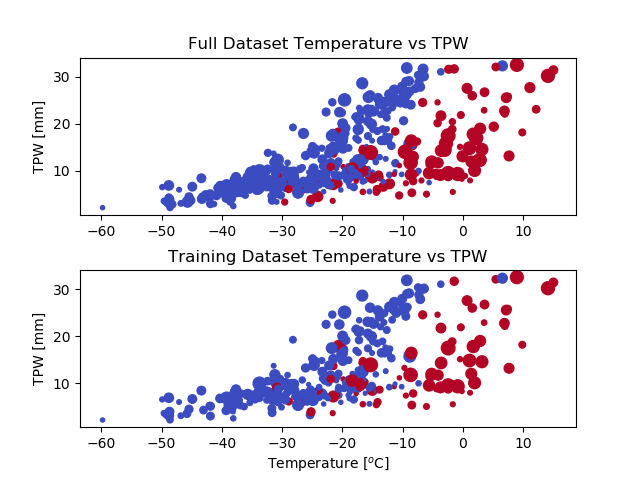 Full Dataset Temperature vs TPW
TPW [mm]
30
20
10
−60 −50 −40 −30 −20 −10 0 10
Training Dataset Temperature vs TPW
TPW [mm]
30
20
10
−60 −50 −40 −30 −20 −10 0 10
Temperature [°C]